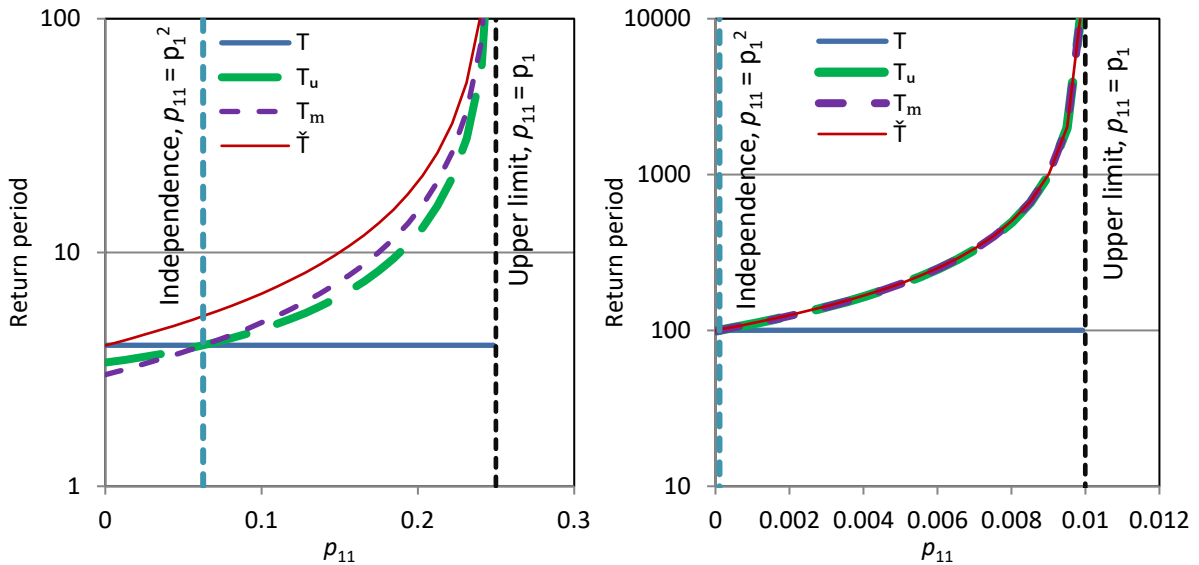 100
10
1
Return period
Independence, p₁₁ = p₁²
Upper limit, p₁₁ = p₁
T
Tᵤ
Tₘ
Ť
0
0.1
0.2
0.3
p₁₁
10000
1000
100
10
Return period
Independence, p₁₁ = p₁²
Upper limit, p₁₁ = p₁
T
Tᵤ
Tₘ
Ť
0
0.002
0.004
0.006
0.008
0.01
0.012
p₁₁